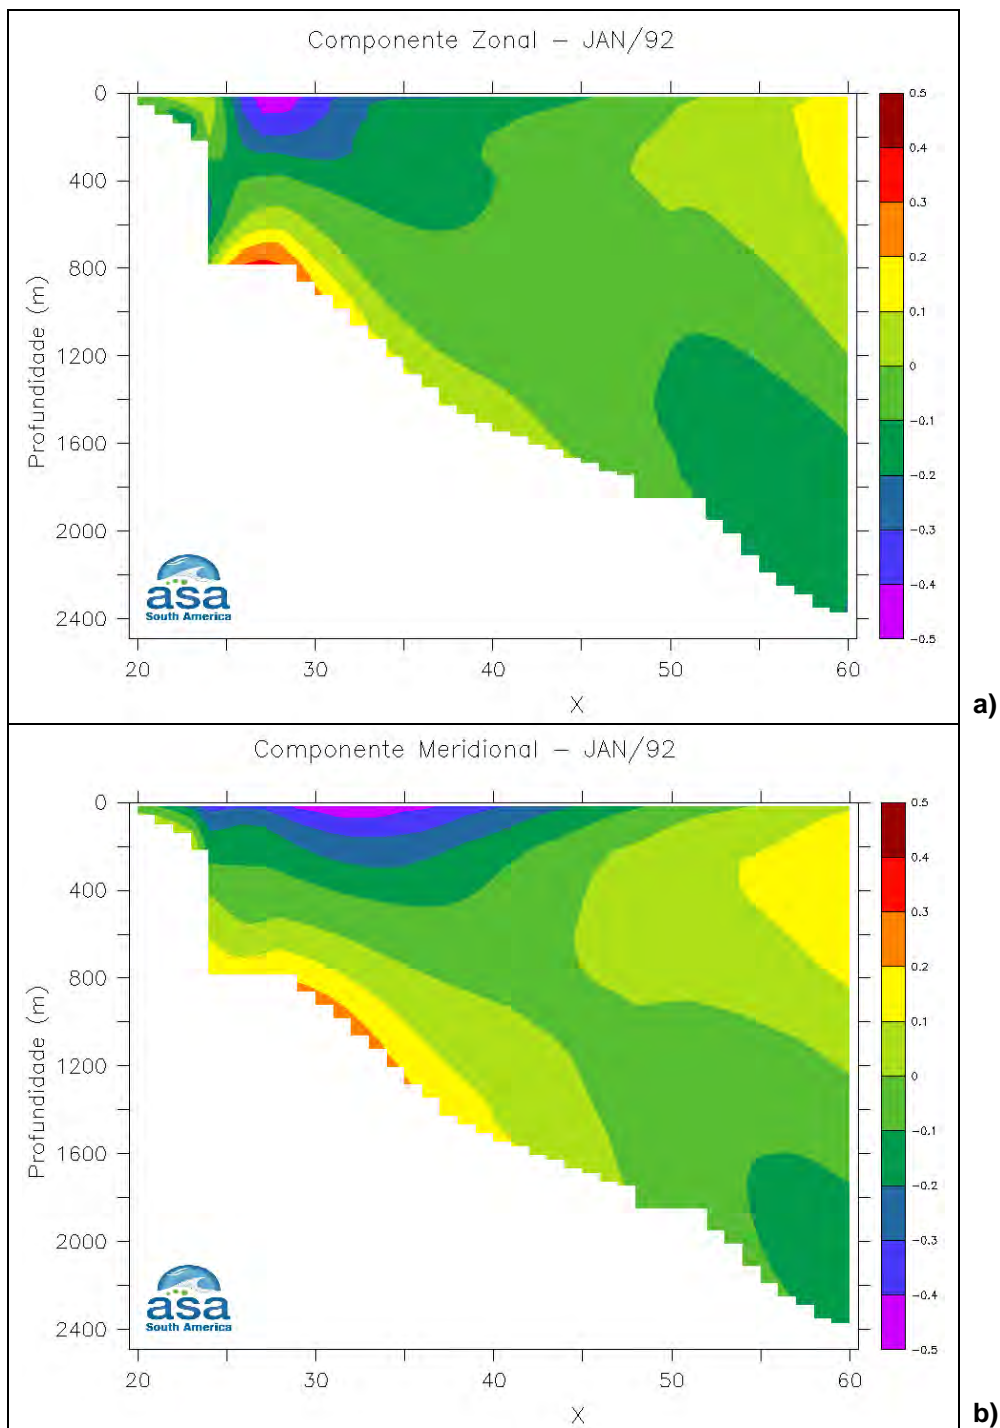 Componente Zonal – JAN/92
0
400
800
1200
1600
2000
2400
Profundidade (m)
20 30 40 50 60
X
0.5
0.4
0.3
0.2
0.1
0
-0.1
-0.2
-0.3
-0.4
-0.5
asa
South America
a)
Componente Meridional – JAN/92
0
400
800
1200
1600
2000
2400
Profundidade (m)
20 30 40 50 60
X
0.5
0.4
0.3
0.2
0.1
0
-0.1
-0.2
-0.3
-0.4
-0.5
asa
South America
b)